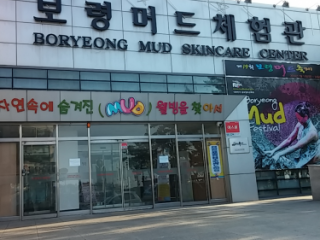 보령머드체험관
BORYEONG MUD SKINCARE CENTER
자연속에 숨겨진 (MUD) 웰빙을 찾아서
Boryeong
Mud
Festival